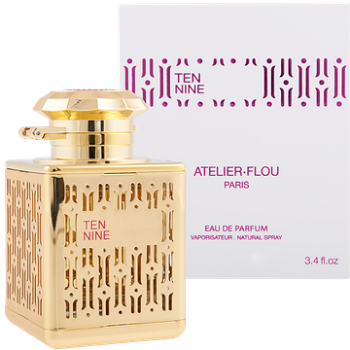 TEN
NINE
ATELIER·FLOU
PARIS
EAU DE PARFUM
VAPORISATEUR . NATURAL SPRAY
3.4 fl.oz
TEN
NINE